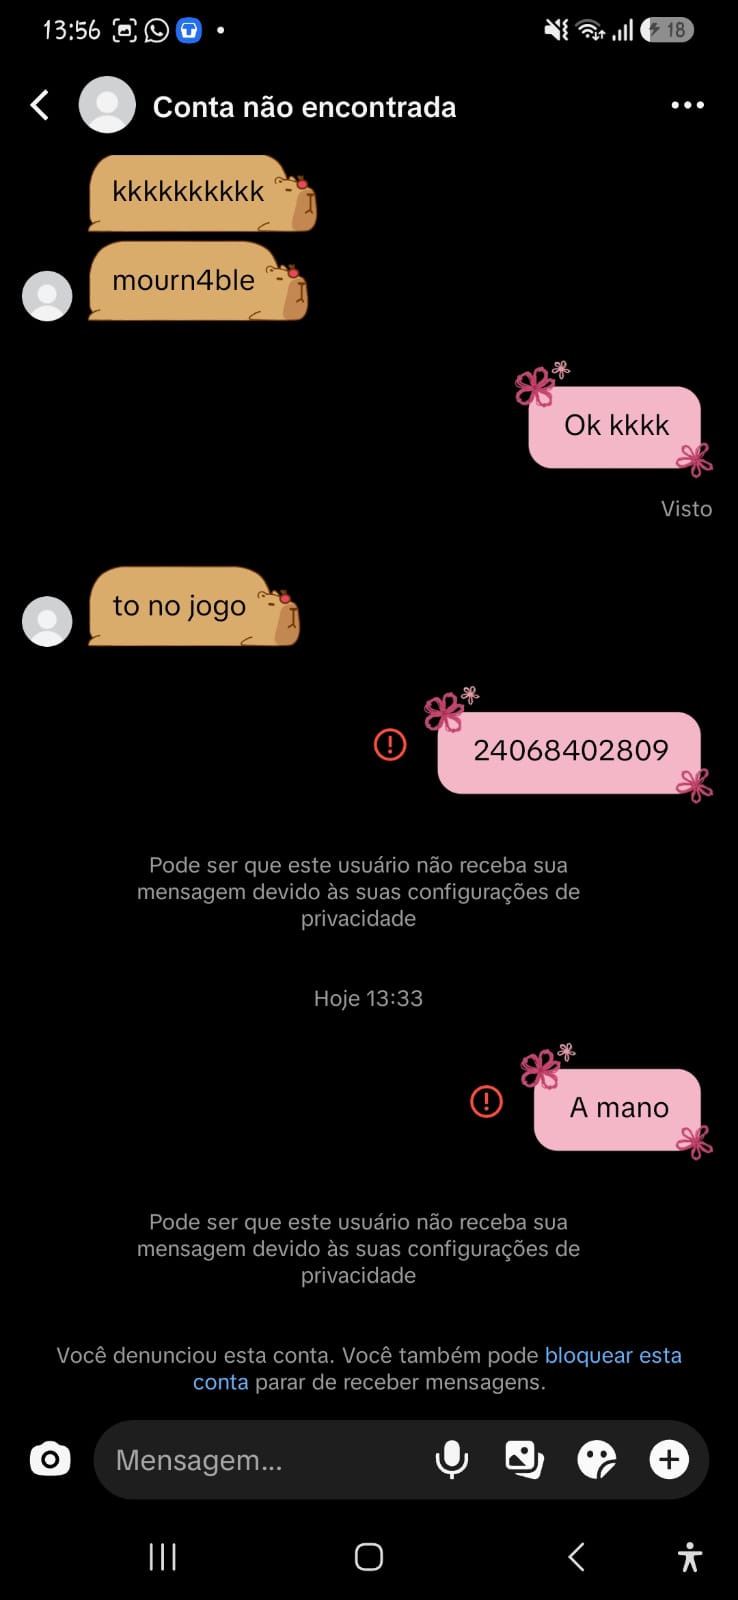 13:56
18
Conta não encontrada
kkkkkkkkkk
mourn4ble
Ok kkkk
Visto
to no jogo
24068402809
Pode ser que este usuário não receba sua
mensagem devido às suas configurações de
privacidade
Hoje 13:33
A mano
Pode ser que este usuário não receba sua
mensagem devido às suas configurações de
privacidade
Você denunciou esta conta. Você também pode bloquear esta
conta parar de receber mensagens.
Mensagem...